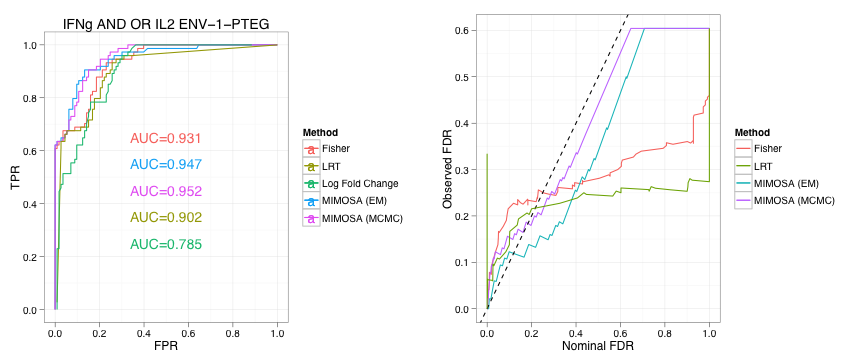 IFNg AND OR IL2 ENV−1−PTEG
1.0
0.8
0.6
0.4
0.2
0.0
TPR
AUC=0.931
AUC=0.947
AUC=0.952
AUC=0.902
AUC=0.785
0.0 0.2 0.4 0.6 0.8 1.0
FPR
Method
a Fisher
a LRT
a Log Fold Change
a MIMOSA (EM)
a MIMOSA (MCMC)
0.6
0.5
0.4
0.3
0.2
0.1
0.0
Observed FDR
0.0 0.2 0.4 0.6 0.8 1.0
Nominal FDR
Method
Fisher
LRT
MIMOSA (EM)
MIMOSA (MCMC)